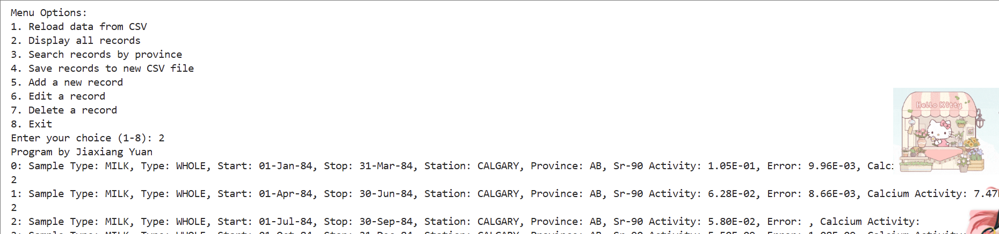 Menu Options:
1. Reload data from CSV
2. Display all records
3. Search records by province
4. Save records to new CSV file
5. Add a new record
6. Edit a record
7. Delete a record
8. Exit
Enter your choice (1-8): 2
Program by Jiaxiang Yuan
Hello Kitty
0: Sample Type: MILK, Type: WHOLE, Start: 01-Jan-84, Stop: 31-Mar-84, Station: CALGARY, Province: AB, Sr-90 Activity: 1.05E-01, Error: 9.96E-03, Calc
2
1: Sample Type: MILK, Type: WHOLE, Start: 01-Apr-84, Stop: 30-Jun-84, Station: CALGARY, Province: AB, Sr-90 Activity: 6.28E-02, Error: 8.66E-03, Calcium Activity: 7.47
2
2: Sample Type: MILK, Type: WHOLE, Start: 01-Jul-84, Stop: 30-Sep-84, Station: CALGARY, Province: AB, Sr-90 Activity: 5.80E-02, Error: , Calcium Activity: